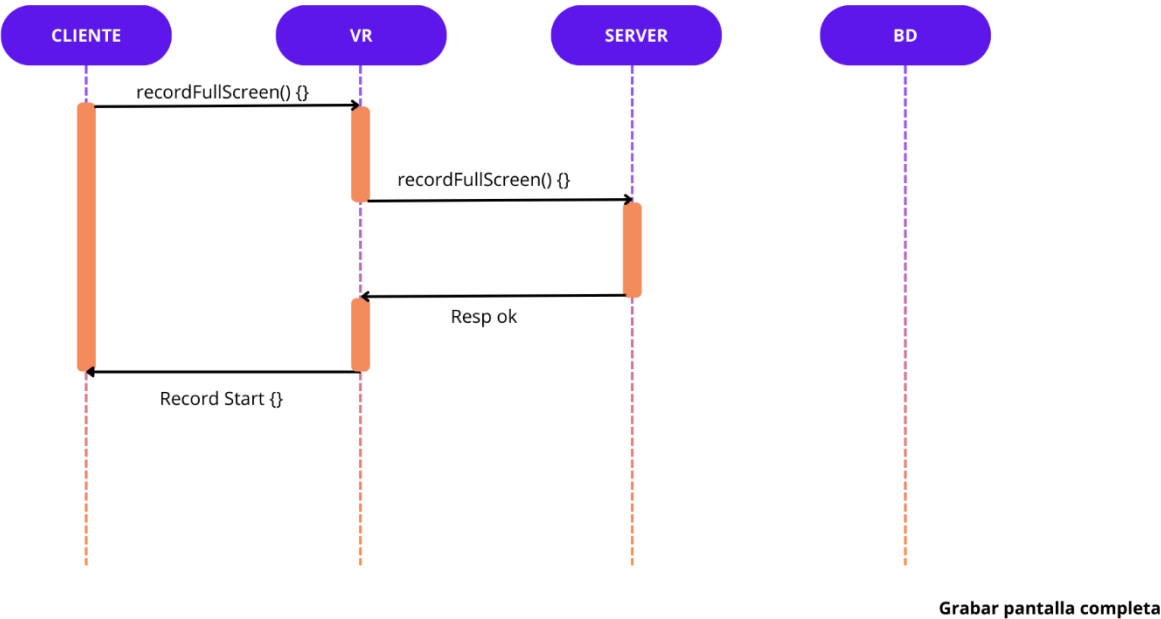 CLIENTE
VR
SERVER
BD
recordFullScreen() {}
recordFullScreen() {}
Resp ok
Record Start {}
Grabar pantalla completa